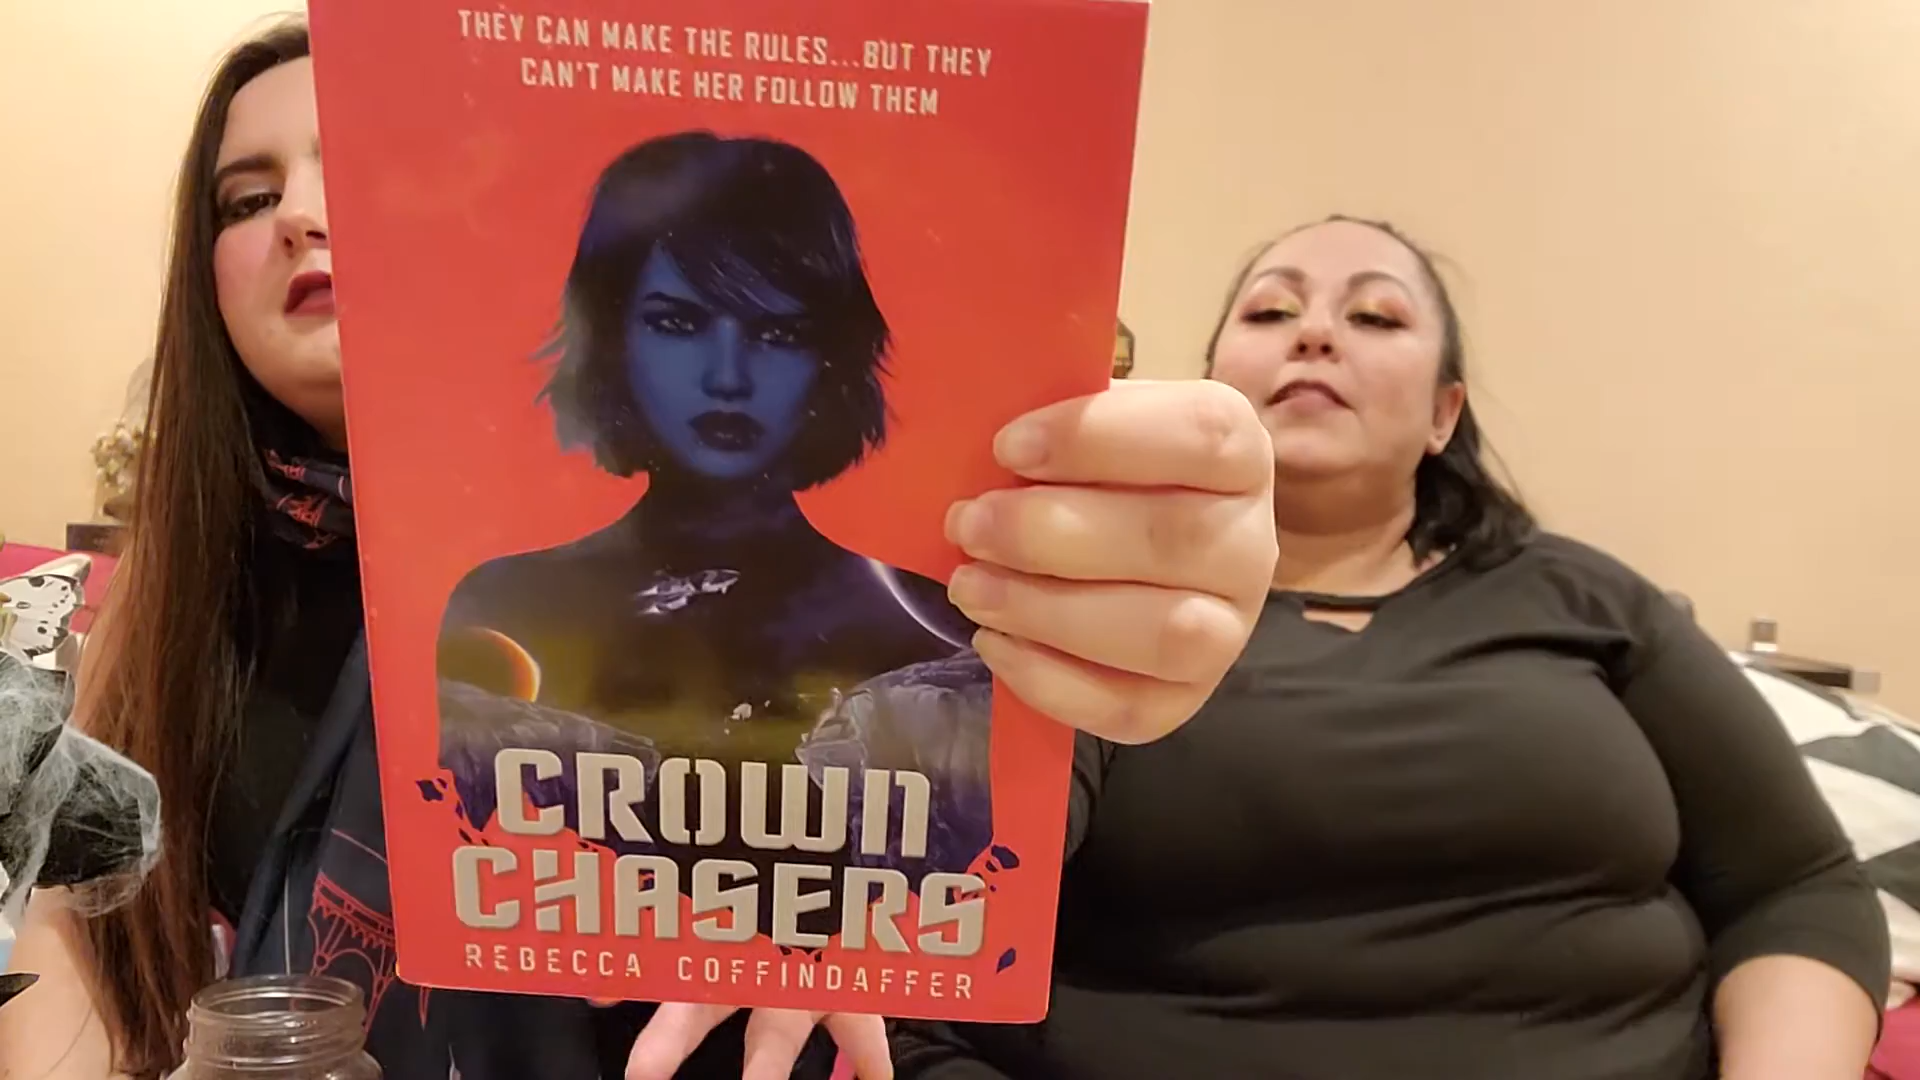 THEY CAN MAKE THE RULES...BUT THEY
CAN'T MAKE HER FOLLOW THEM
CROWN
CHASERS
REBECCA COFFINDAFFER